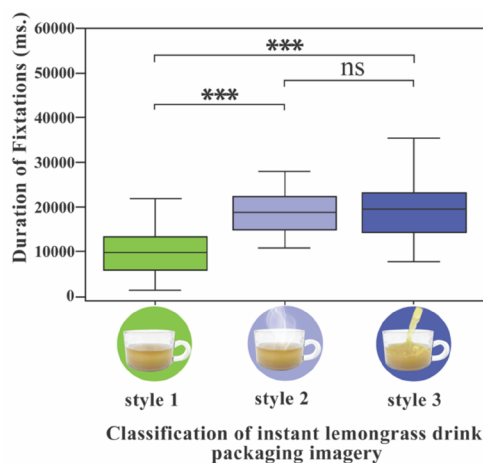 60000
50000
40000
30000
20000
10000
0
Duration of Fixtations (ms.)
***
***
ns
style 1
style 2
style 3
Classification of instant lemongrass drink
packaging imagery